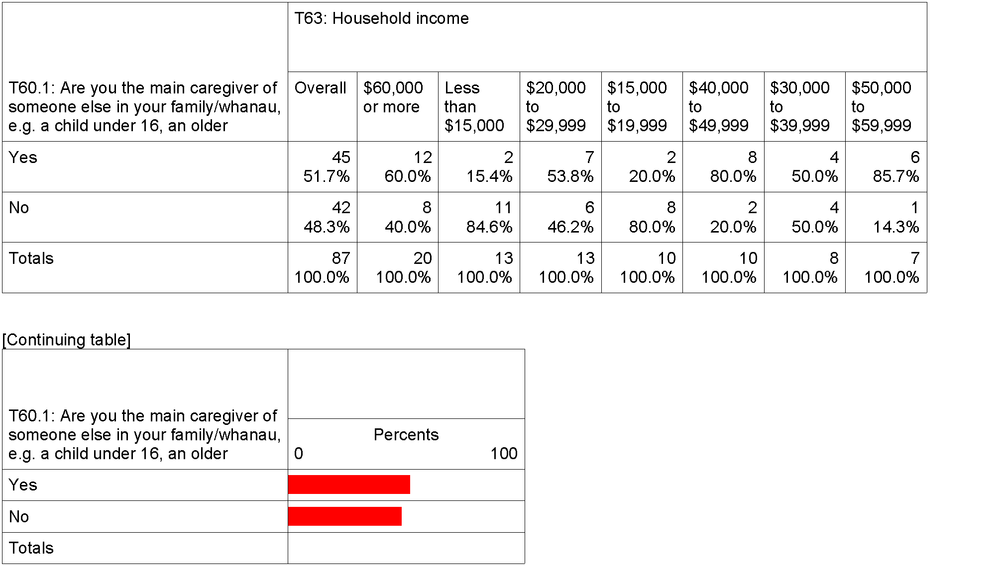 T63: Household income
T60.1: Are you the main caregiver of
someone else in your family/whanau,
e.g. a child under 16, an older
Overall
$60,000
or more
Less
than
$15,000
$20,000
to
$29,999
$15,000
to
$19,999
$40,000
to
$49,999
$30,000
to
$39,999
$50,000
to
$59,999
Yes
45 12 2 7 2 8 4 6
51.7% 60.0% 15.4% 53.8% 20.0% 80.0% 50.0% 85.7%
No
42 8 11 6 8 2 4 1
48.3% 40.0% 84.6% 46.2% 80.0% 20.0% 50.0% 14.3%
Totals
87 20 13 13 10 10 8 7
100.0% 100.0% 100.0% 100.0% 100.0% 100.0% 100.0% 100.0%
[Continuing table]
T60.1: Are you the main caregiver of
someone else in your family/whanau,
e.g. a child under 16, an older
Percents
0 100
Yes
No
Totals